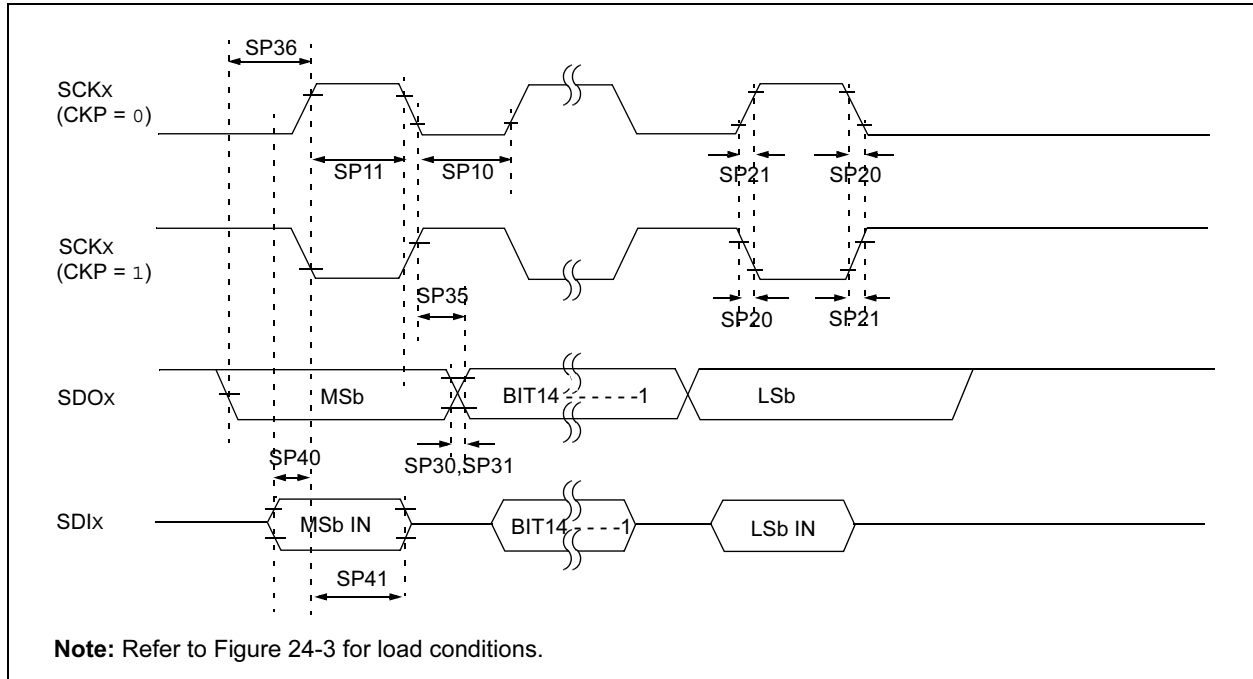 SP36
SCKx
(CKP = 0)
SP11
SP10
SP21
SP20
SCKx
(CKP = 1)
SP35
SP20
SP21
SDOx
MSb
BIT14 - - - - - -1
LSb
SP40
SP30,SP31
SDIx
MSb IN
BIT14 - - - -1
LSb IN
SP41
Note: Refer to Figure 24-3 for load conditions.